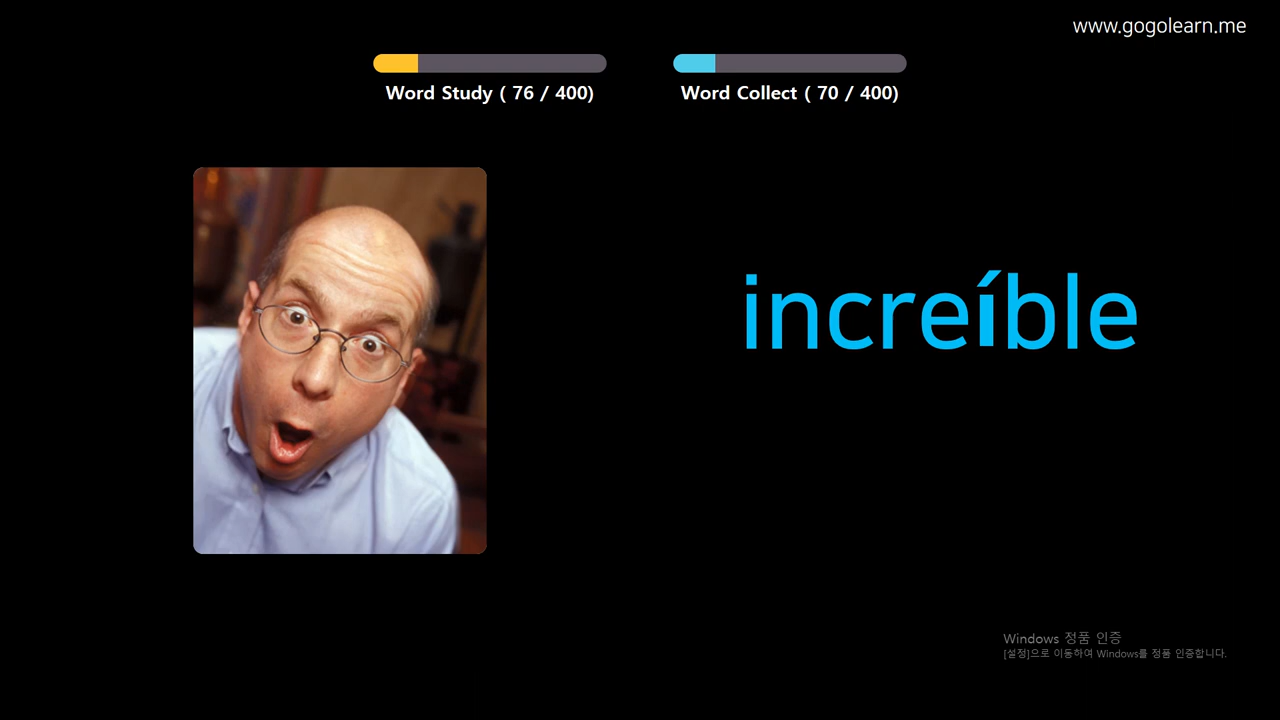 www.gogolearn.me
Word Study ( 76 / 400)
Word Collect ( 70 / 400)
increíble
Windows 정품 인증
[설정]으로 이동하여 Windows를 정품 인증합니다.